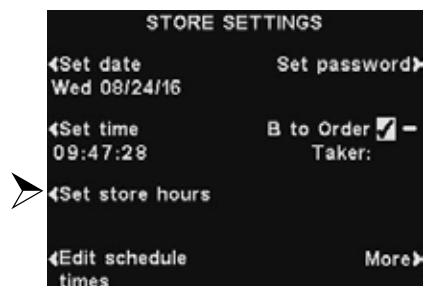 STORE SETTINGS
Set date
Wed 08/24/16
Set password
Set time
09:47:28
B to Order
Taker:
Set store hours
Edit schedule
times
More